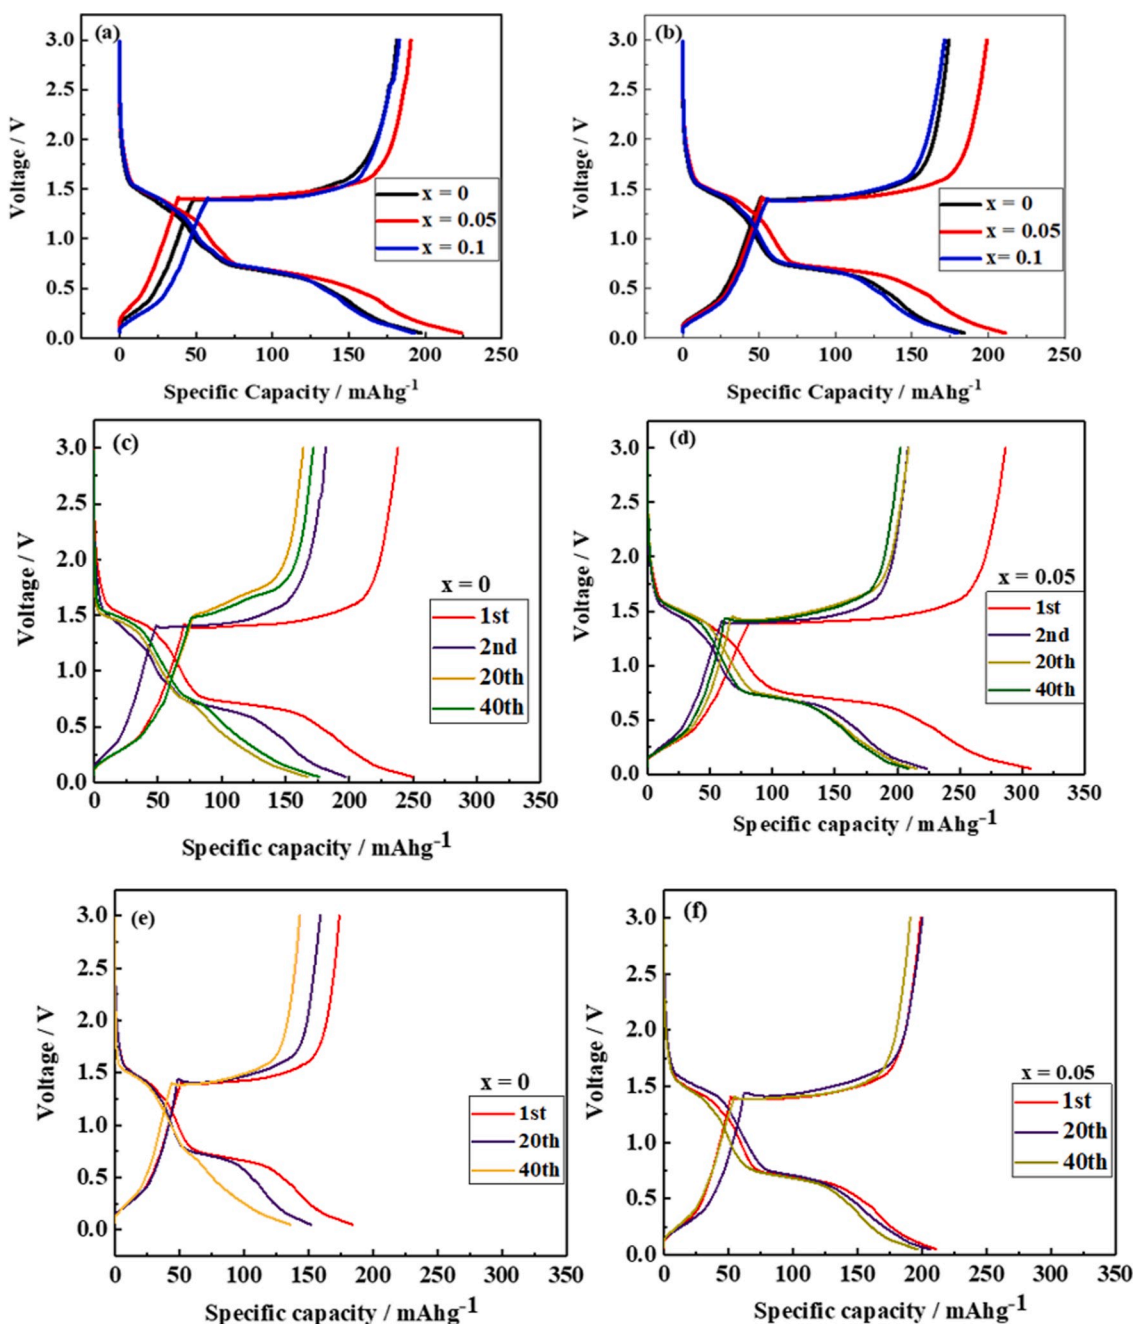 (a)
3.0
2.5
2.0
1.5
1.0
0.5
0.0
Voltage / V
x = 0
x = 0.05
x = 0.1
0 50 100 150 200 250
Specific Capacity / mAhg-1
(b)
3.0
2.5
2.0
1.5
1.0
0.5
0.0
Voltage / V
x = 0
x = 0.05
x= 0.1
0 50 100 150 200 250
Specific Capacity / mAhg-1
(c)
3.0
2.5
2.0
1.5
1.0
0.5
0.0
Voltage / V
x = 0
1st
2nd
20th
40th
0 50 100 150 200 250 300 350
Specific capacity / mAhg-1
(d)
3.0
2.5
2.0
1.5
1.0
0.5
0.0
Voltage / V
x = 0.05
1st
2nd
20th
40th
0 50 100 150 200 250 300 350
Specific capacity / mAhg-1
(e)
3.0
2.5
2.0
1.5
1.0
0.5
0.0
Voltage / V
x = 0
1st
20th
40th
0 50 100 150 200 250 300 350
Specific capacity / mAhg-1
(f)
3.0
2.5
2.0
1.5
1.0
0.5
0.0
Voltage / V
x = 0.05
1st
20th
40th
0 50 100 150 200 250 300 350
Specific capacity / mAhg-1